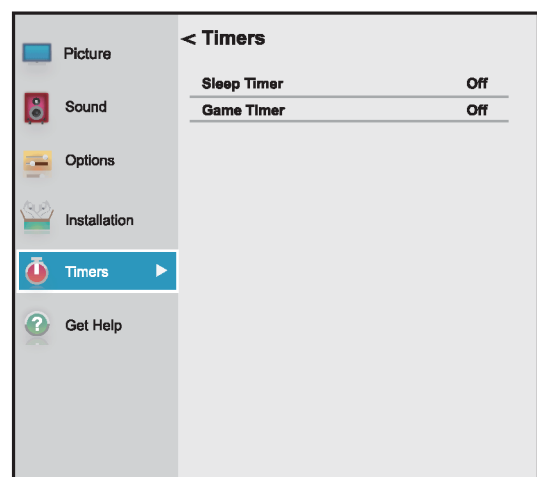 Picture
Sound
Options
Installation
Timers
Get Help
< Timers
Sleep Timer Off
Game Timer Off